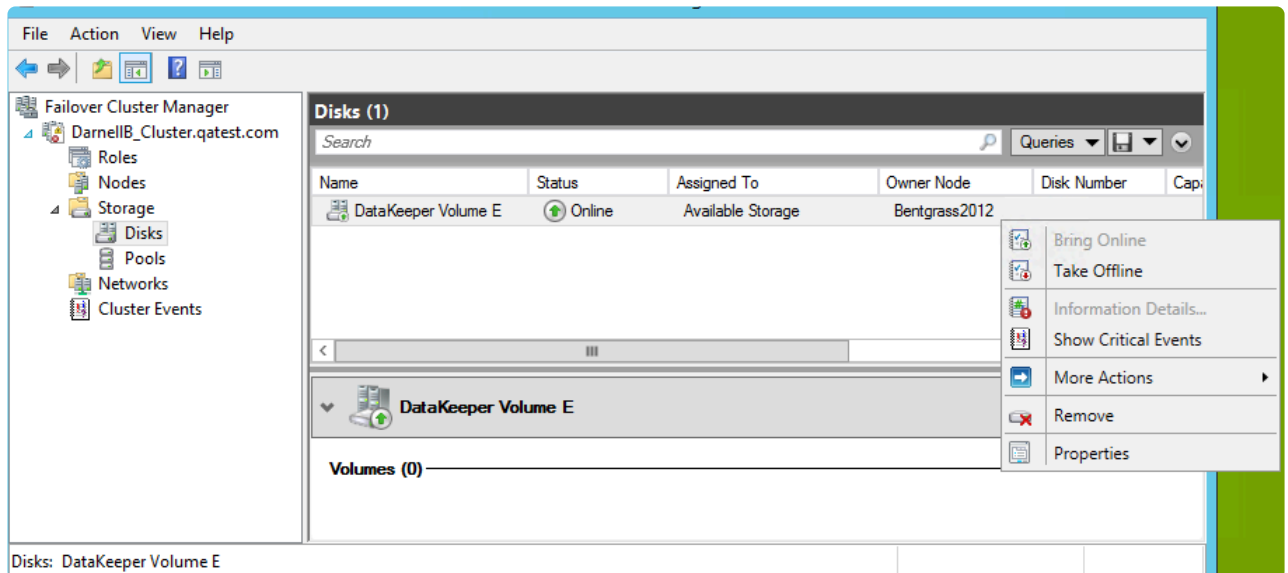 File Action View Help
Failover Cluster Manager
DarnellB_Cluster.qatest.com
Roles
Nodes
Storage
Disks
Pools
Networks
Cluster Events
Disks (1)
Search
Queries
Name Status Assigned To Owner Node Disk Number Capa
DataKeeper Volume E Online Available Storage Bentgrass2012
Bring Online
Take Offline
Information Details...
Show Critical Events
More Actions
Remove
Properties
DataKeeper Volume E
Volumes (0)
Disks: DataKeeper Volume E